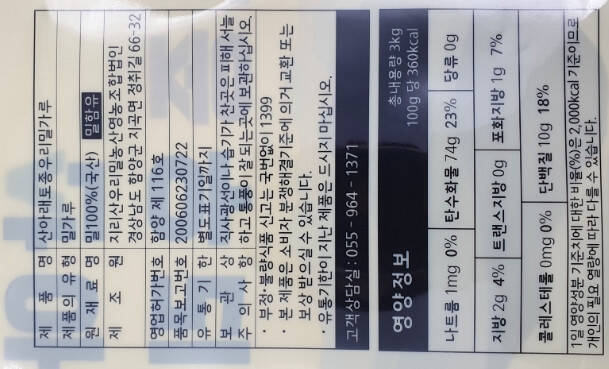 제품명 산아래토종우리밀가루
제품의 유형 밀가루
원재료명 밀100%(국산) 밀함유
제조원 지리산우리밀농산영농조합법인
경상남도 함양군 지곡면 정취길 66-32
영업허가번호 함양 제 116호
품목보고번호 200606230722
유통기한 별도표기일까지
보관상 주의사항 직사광선이나 습기가 찬 곳은 피해 서늘
하고 통풍이 잘 되는 곳에 보관하십시오.
· 부정·불량식품 신고는 국번없이 1399
· 본 제품은 소비자 분쟁해결기준에 의거 교환 또는
보상 받으실 수 있습니다.
· 유통기한이 지난 제품은 드시지 마십시오.
고객상담실 : 055 - 964 - 1371
영양정보 총 내용량 3kg
100g 당 360kcal
나트륨 1mg 0% 탄수화물 74g 23% 당류 0g
지방 2g 4% 트랜스지방 0g 포화지방 1g 7%
콜레스테롤 0mg 0% 단백질 10g 18%
1일 영양성분 기준치에 대한 비율(%)은 2,000kcal 기준이므로
개인의 필요 열량에 따라 다를 수 있습니다.